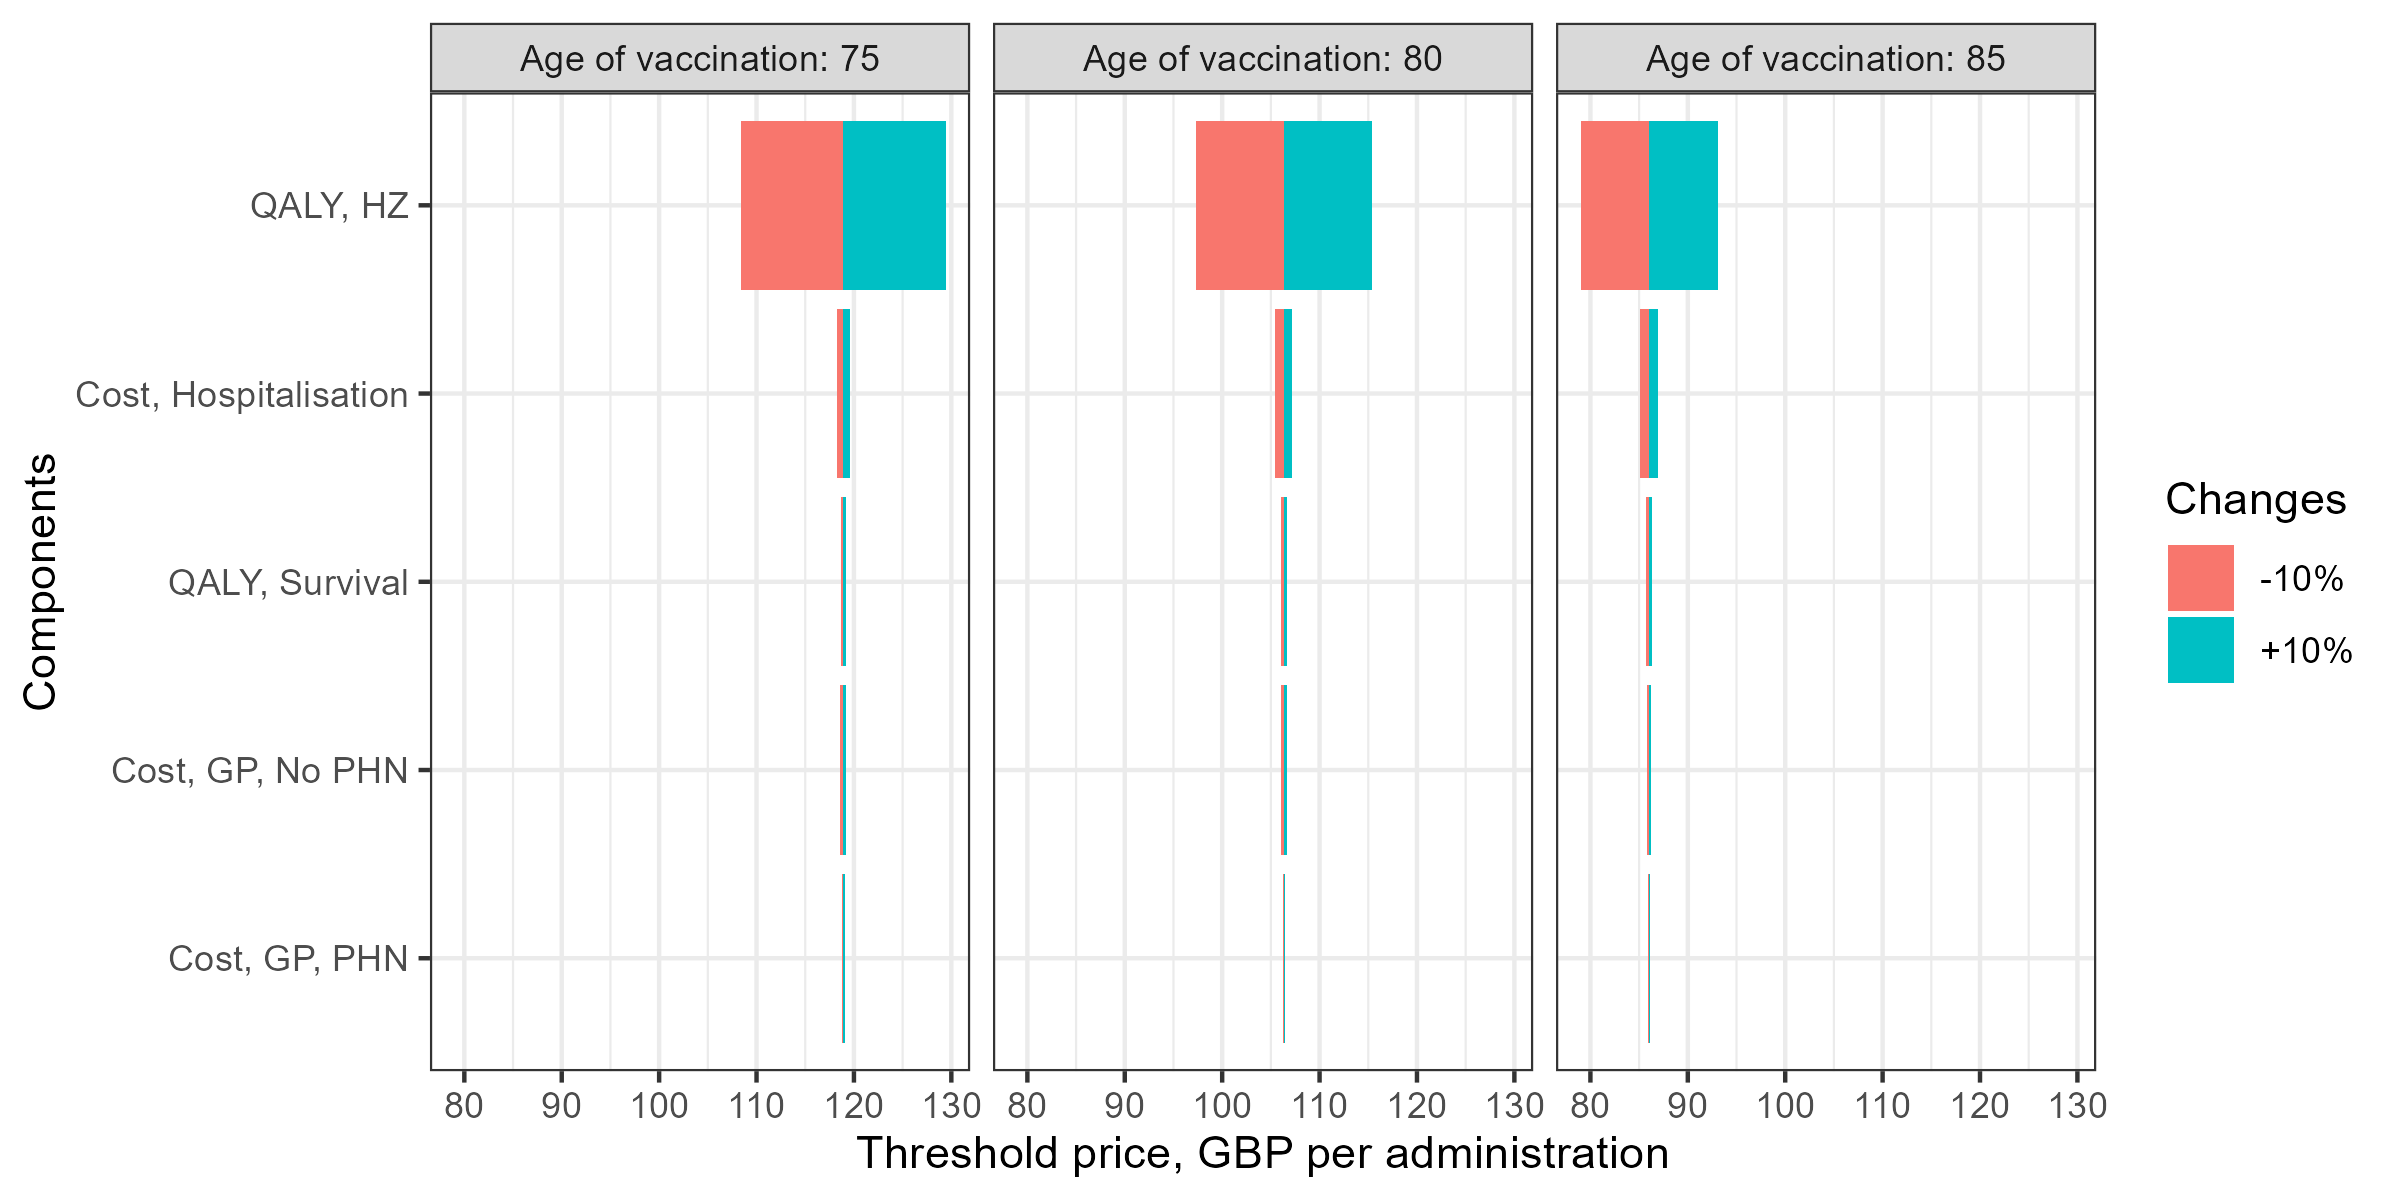 Age of vaccination: 75
Age of vaccination: 80
Age of vaccination: 85
Components
QALY, HZ
Cost, Hospitalisation
QALY, Survival
Cost, GP, No PHN
Cost, GP, PHN
80 90 100 110 120 130
80 90 100 110 120 130
80 90 100 110 120 130
Threshold price, GBP per administration
Changes
-10%
+10%